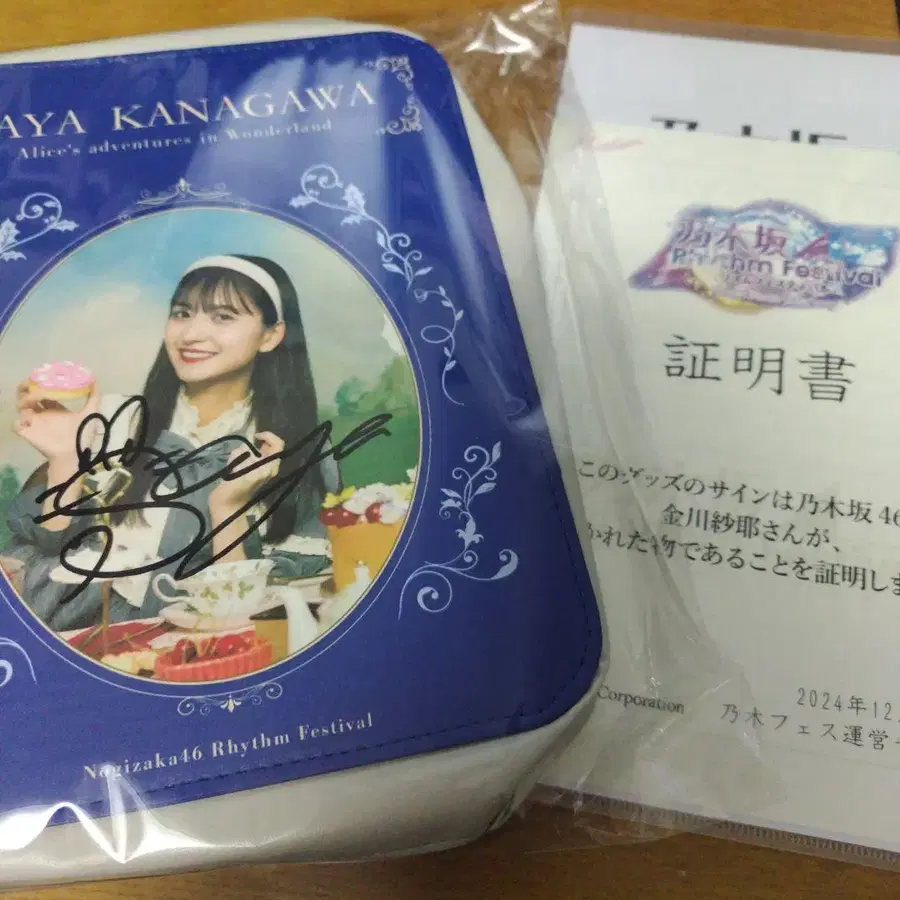 AYA KANAGAWA
Alice's adventures in Wonderland
Nogizaka46 Rhythm Festival
乃木坂
Rhythm Festival
証明書
このグッズのサインは乃木坂46
金川紗耶さんが、
かれた物であることを証明しま
2024年12
Corporation
乃木フェス運営